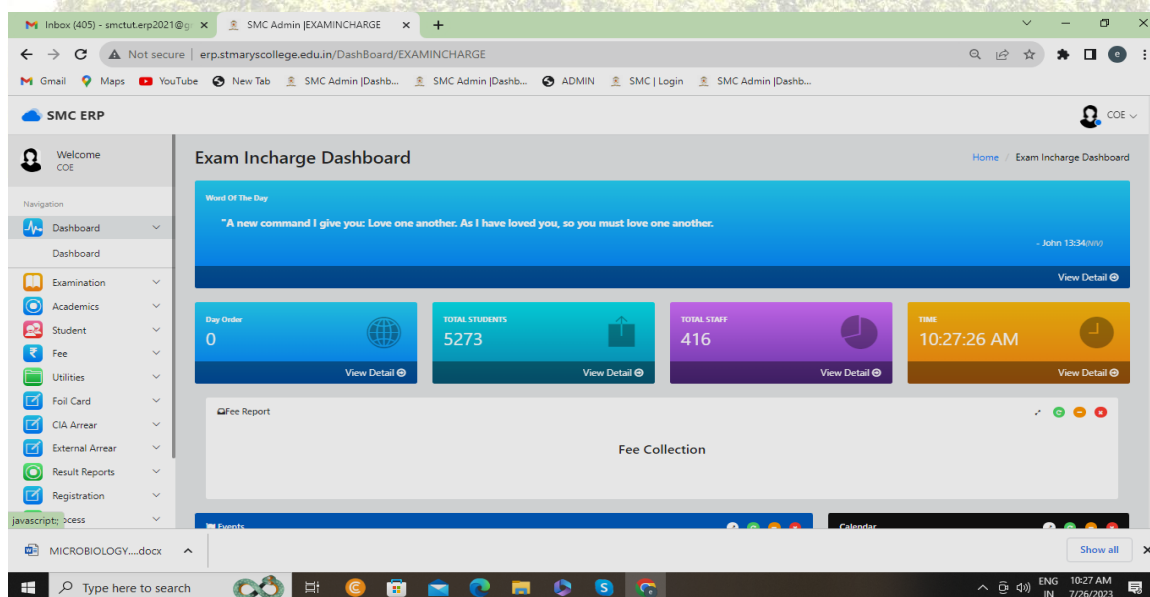 Inbox (405) - smctut.erp2021@g
SMC Admin |EXAMINCHARGE
Not secure | erp.stmaryscollege.edu.in/DashBoard/EXAMINCHARGE
e
Gmail Maps YouTube New Tab SMC Admin |Dashb... SMC Admin |Dashb... ADMIN SMC | Login SMC Admin |Dashb...
SMC ERP
COE
Welcome
COE
Navigation
Dashboard
Dashboard
Examination
Academics
Student
Fee
Utilities
Foil Card
CIA Arrear
External Arrear
Result Reports
Registration
javascript:;
ocess
Exam Incharge Dashboard
Home / Exam Incharge Dashboard
Word Of The Day
"A new command I give you: Love one another. As I have loved you, so you must love one another.
- John 13:34(NIV)
View Detail
Day Order
0
View Detail
TOTAL STUDENTS
5273
View Detail
TOTAL STAFF
416
View Detail
TIME
10:27:26 AM
View Detail
Fee Report
Fee Collection
Events
Calendar
MICROBIOLOGY....docx
Show all
Type here to search
ENG
IN
10:27 AM
7/26/2023